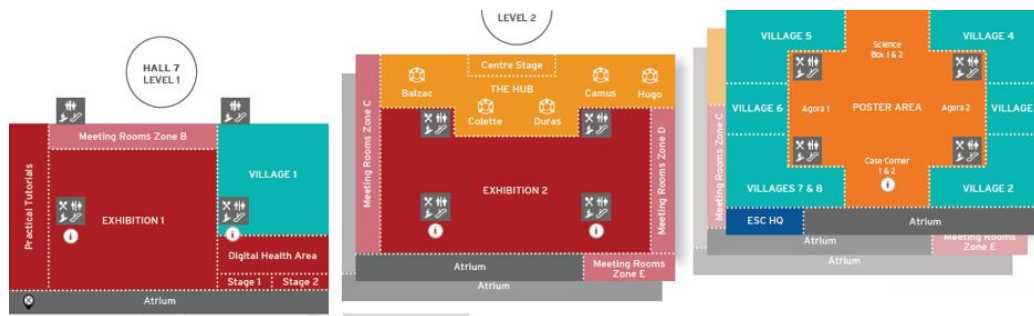 HALL 7
LEVEL 1
Meeting Rooms Zone B
Practical Tutorials
VILLAGE 1
EXHIBITION 1
i
i
Digital Health Area
Stage 1
Stage 2
Atrium
LEVEL 2
Meeting Rooms Zone C
Centre Stage
THE HUB
Balzac
Camus
Hugo
Colette
Duras
Meeting Rooms Zone D
EXHIBITION 2
i
i
Atrium
Meeting Rooms
Zone E
Atrium
VILLAGE 5
Science
Box 1 & 2
VILLAGE 4
VILLAGE 6
Agora 1
POSTER AREA
Agora 2
VILLAGE
Meeting Rooms Zone C
Case Corner
1 & 2
i
VILLAGES 7 & 8
VILLAGE 2
ESC HQ
Atrium
Meeting Rooms
Zone E
Atrium